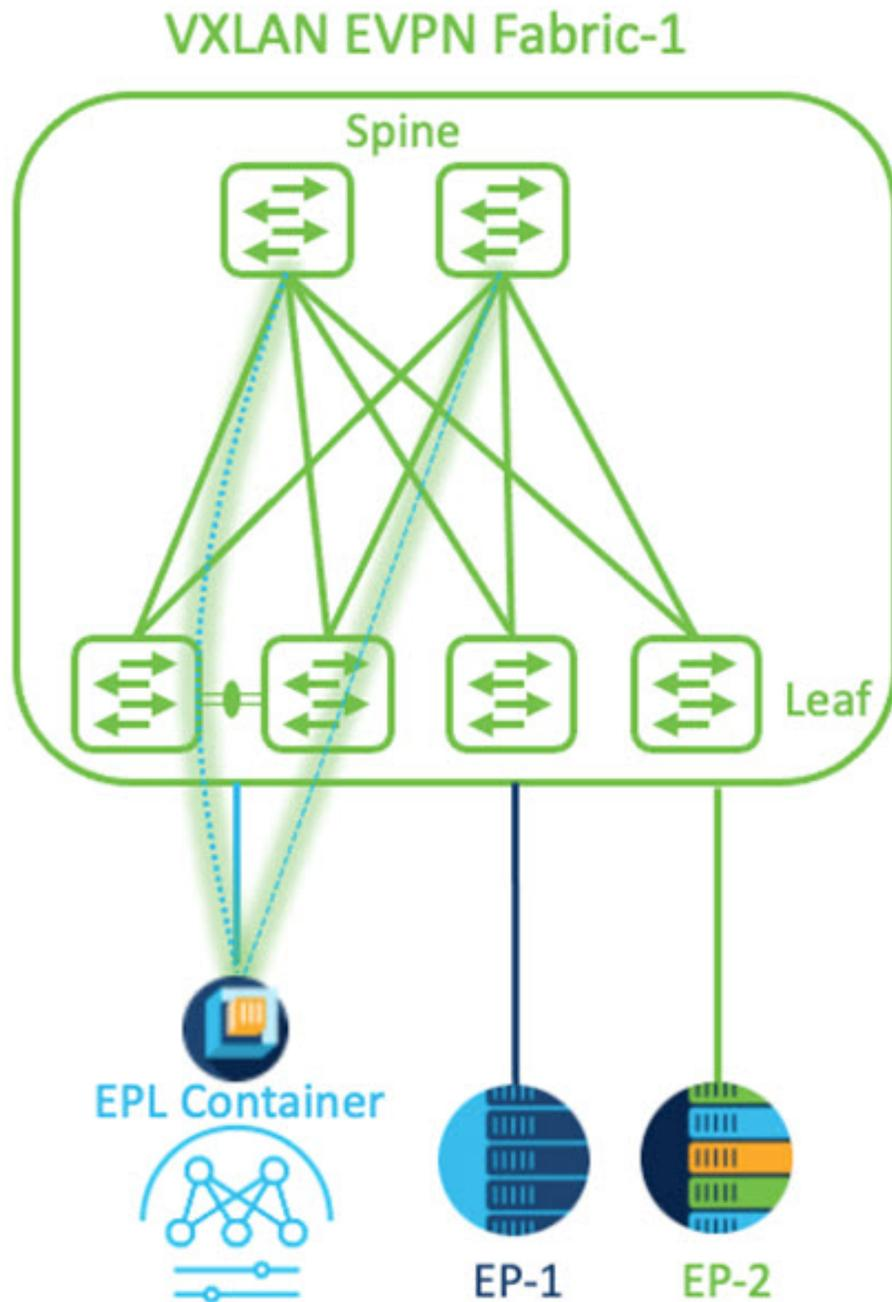 VXLAN EVPN Fabric-1
Spine
Leaf
EPL Container
EP-1
EP-2